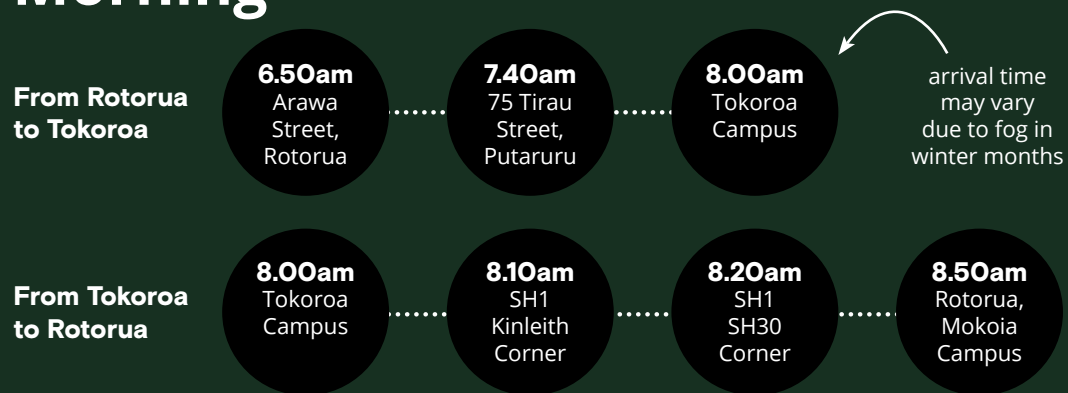 Morning
From Rotorua
to Tokoroa
6.50am
Arawa
Street,
Rotorua
7.40am
75 Tirau
Street,
Putaruru
8.00am
Tokoroa
Campus
arrival time
may vary
due to fog in
winter months
From Tokoroa
to Rotorua
8.00am
Tokoroa
Campus
8.10am
SH1
Kinleith
Corner
8.20am
SH1
SH30
Corner
8.50am
Rotorua,
Mokoia
Campus